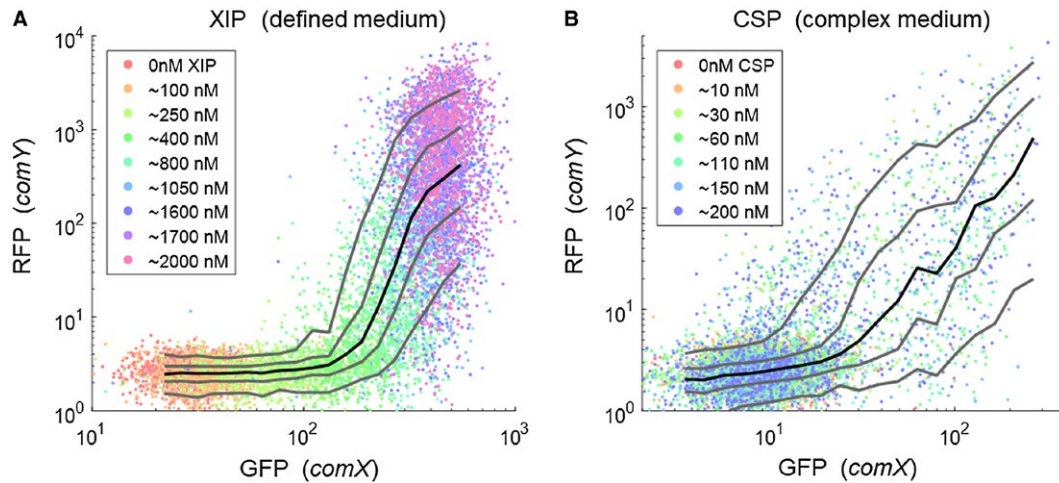 A
XIP (defined medium)
RFP (comY)
10^4
10^3
10^2
10^1
10^0
0nM XIP
~100 nM
~250 nM
~400 nM
~800 nM
~1050 nM
~1600 nM
~1700 nM
~2000 nM
10^1
10^2
10^3
GFP (comX)
B
CSP (complex medium)
RFP (comY)
10^3
10^2
10^1
10^0
0nM CSP
~10 nM
~30 nM
~60 nM
~110 nM
~150 nM
~200 nM
10^1
10^2
GFP (comX)